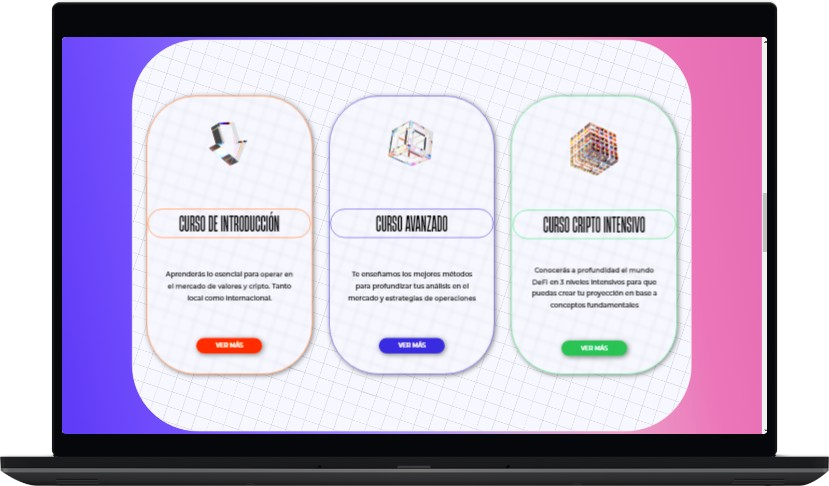 CURSO DE INTRODUCCIÓN
Aprenderás lo esencial para operar en
el mercado de valores y cripto. Tanto
local como internacional.
VER MÁS
CURSO AVANZADO
Te enseñamos los mejores métodos
para profundizar tus análisis en el
mercado y estrategias de operaciones
VER MÁS
CURSO CRIPTO INTENSIVO
Conocerás a profundidad el mundo
DeFi en 3 niveles intensivos para que
puedas crear tu proyección en base a
conceptos fundamentales
VER MÁS